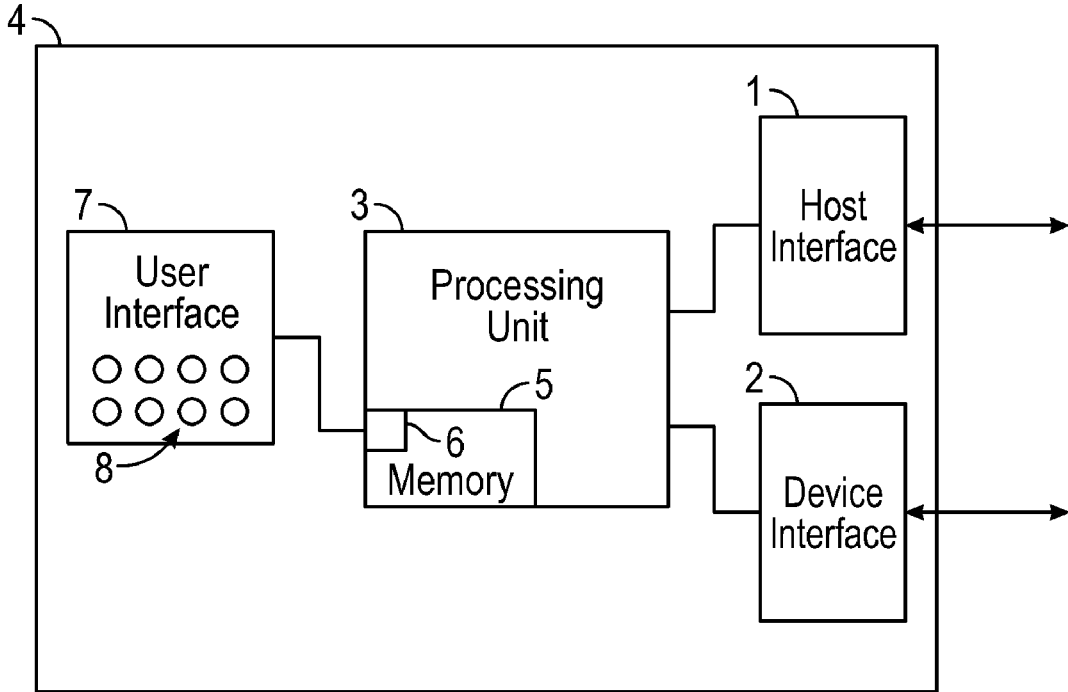 4
1
Host
Interface
7
User
Interface
8
3
Processing
Unit
5
6
Memory
2
Device
Interface